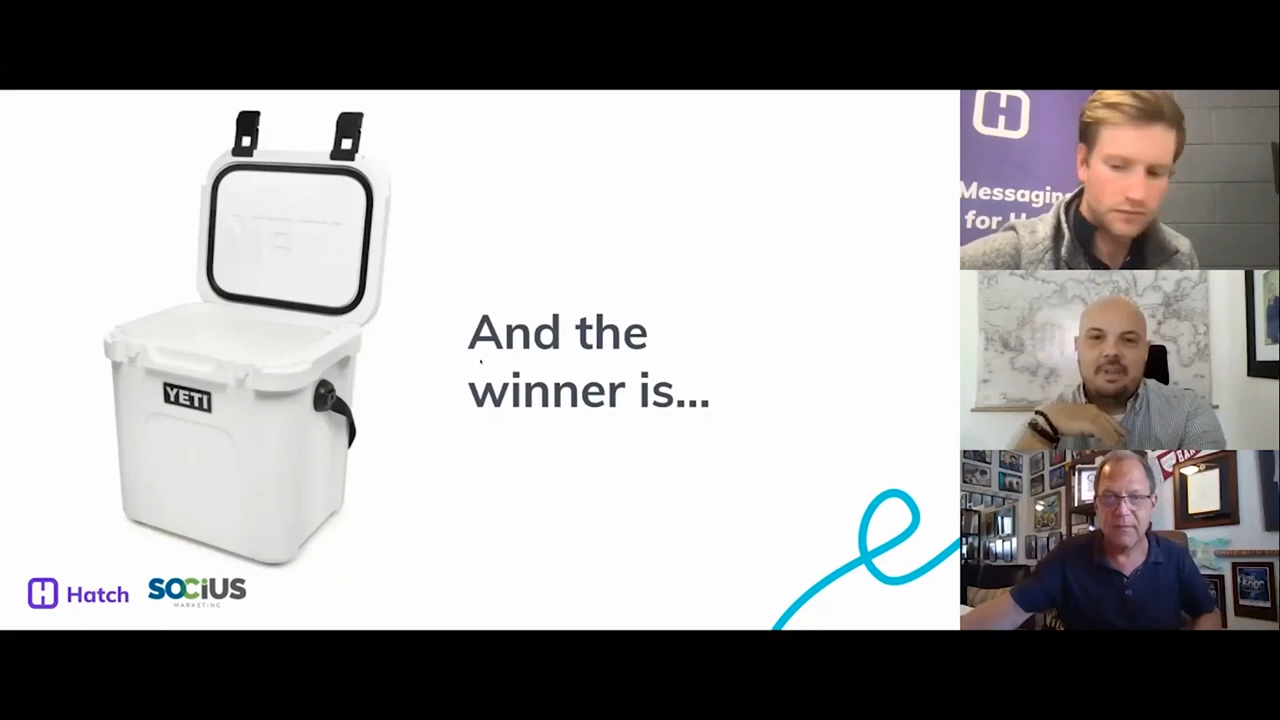 YETI
And the
winner is...
Hatch
SOCiUS
MARKETING
Messaging
for H